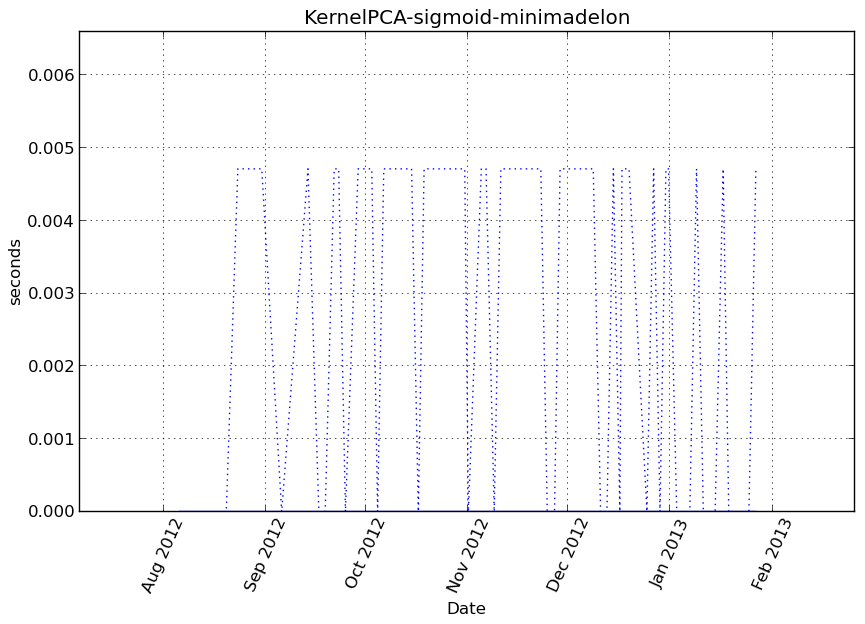 KernelPCA-sigmoid-minimadelon
0.006
0.005
0.004
0.003
0.002
0.001
0.000
seconds
Aug 2012
Sep 2012
Oct 2012
Nov 2012
Dec 2012
Jan 2013
Feb 2013
Date